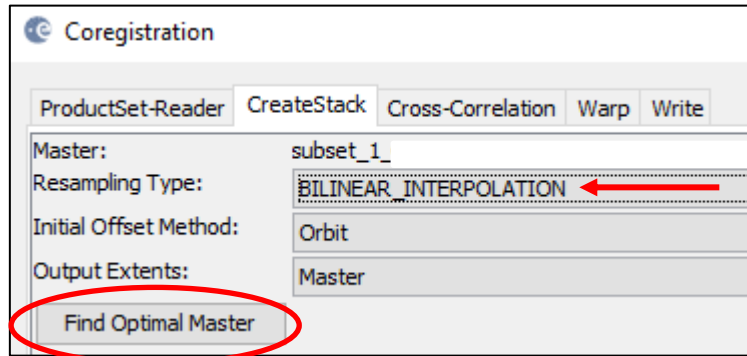 Coregistration
ProductSet-Reader CreateStack Cross-Correlation Warp Write
Master: subset_1_
Resampling Type: BILINEAR_INTERPOLATION
Initial Offset Method: Orbit
Output Extents: Master
Find Optimal Master